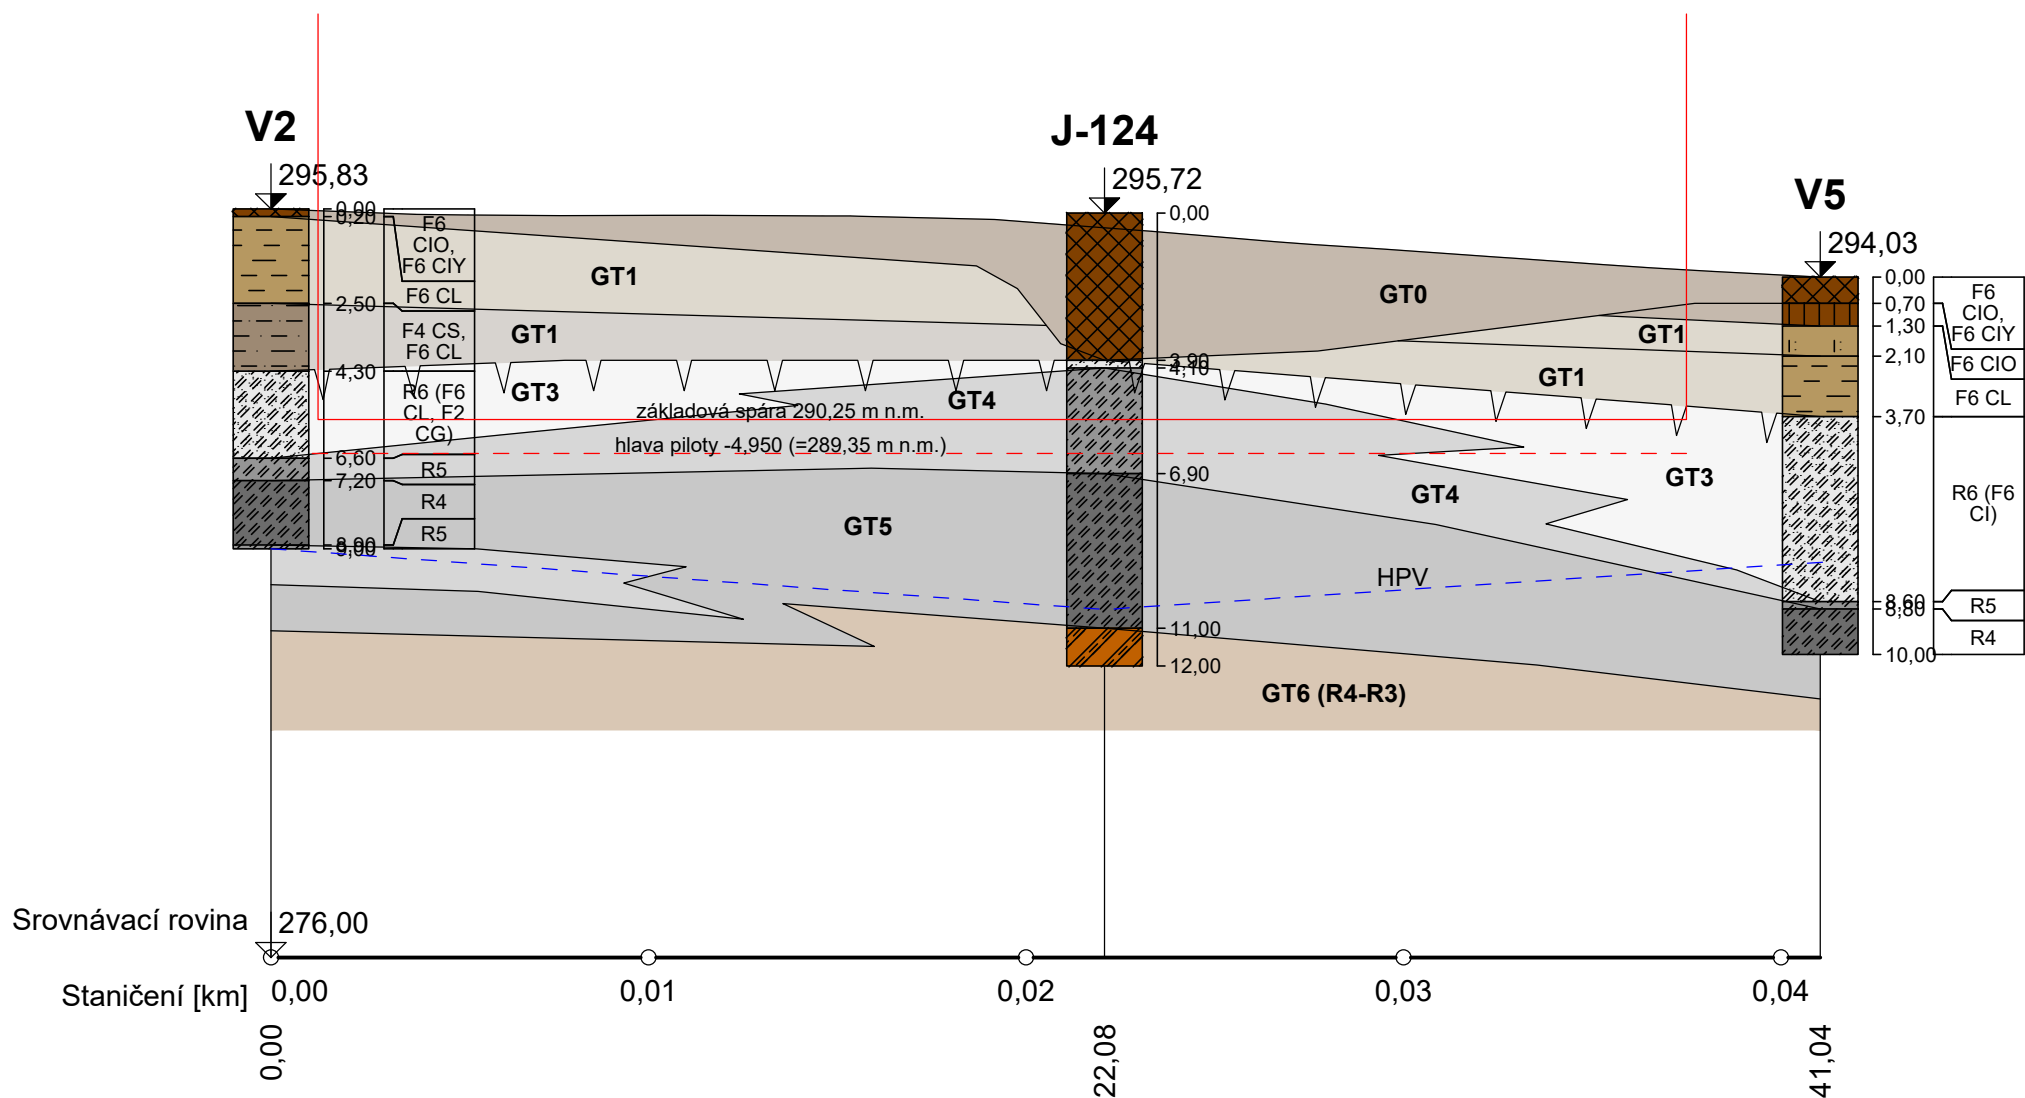 V2
295,83
J-124
295,72
V5
294,03
0,00
0,20
2,50
4,30
6,60
7,20
8,90
9,00
F6
CIO,
F6 CIY
F6 CL
F4 CS,
F6 CL
R6 (F6
CL, F2
CG)
R5
R4
R5
GT1
GT1
GT3
GT4
GT5
základová spára 290,25 m n.m.
hlava piloty -4,950 (=289,35 m n.m.)
0,00
3,90
4,10
6,90
11,00
12,00
GT0
GT1
GT1
GT3
GT4
HPV
GT6 (R4-R3)
0,00
0,70
1,30
2,10
3,70
8,60
8,80
10,00
F6
CIO,
F6 CIY
F6 CIO
F6 CL
R6 (F6
CI)
R5
R4
Srovnávací rovina
276,00
Staničení [km]
0,00
0,01
0,02
0,03
0,04
0,00
22,08
41,04